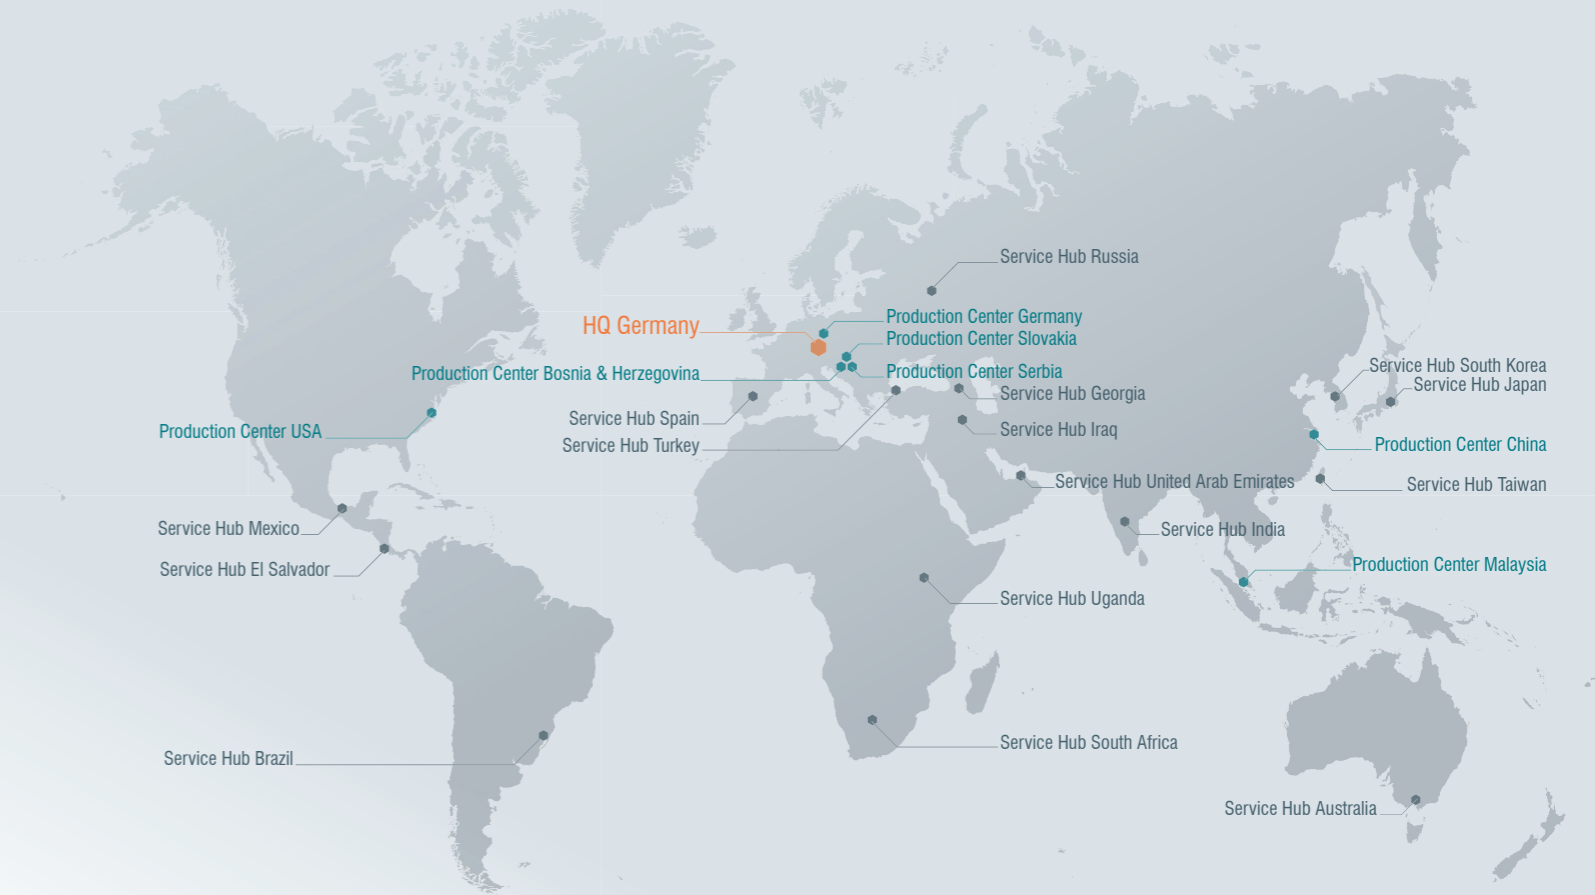 Service Hub Russia
Production Center Germany
HQ Germany
Production Center Slovakia
Service Hub South Korea
Production Center Bosnia & Herzegovina
Production Center Serbia
Service Hub Japan
Service Hub Georgia
Service Hub Spain
Production Center USA
Service Hub Iraq
Service Hub Turkey
Production Center China
Service Hub United Arab Emirates
Service Hub Taiwan
Service Hub Mexico
Service Hub India
Service Hub El Salvador
Production Center Malaysia
Service Hub Uganda
Service Hub South Africa
Service Hub Brazil
Service Hub Australia